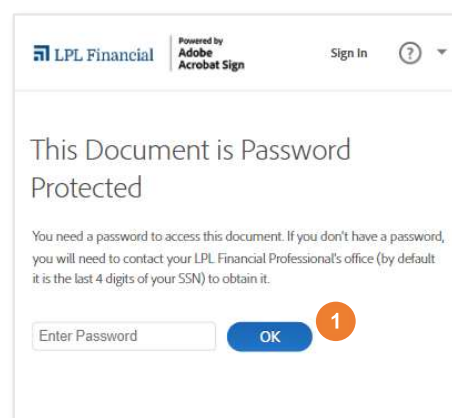 LPL Financial
Powered by
Adobe
Acrobat Sign
Sign In
?
This Document is Password
Protected
You need a password to access this document. If you don't have a password,
you will need to contact your LPL Financial Professional's office (by default
it is the last 4 digits of your SSN) to obtain it.
Enter Password
OK
1